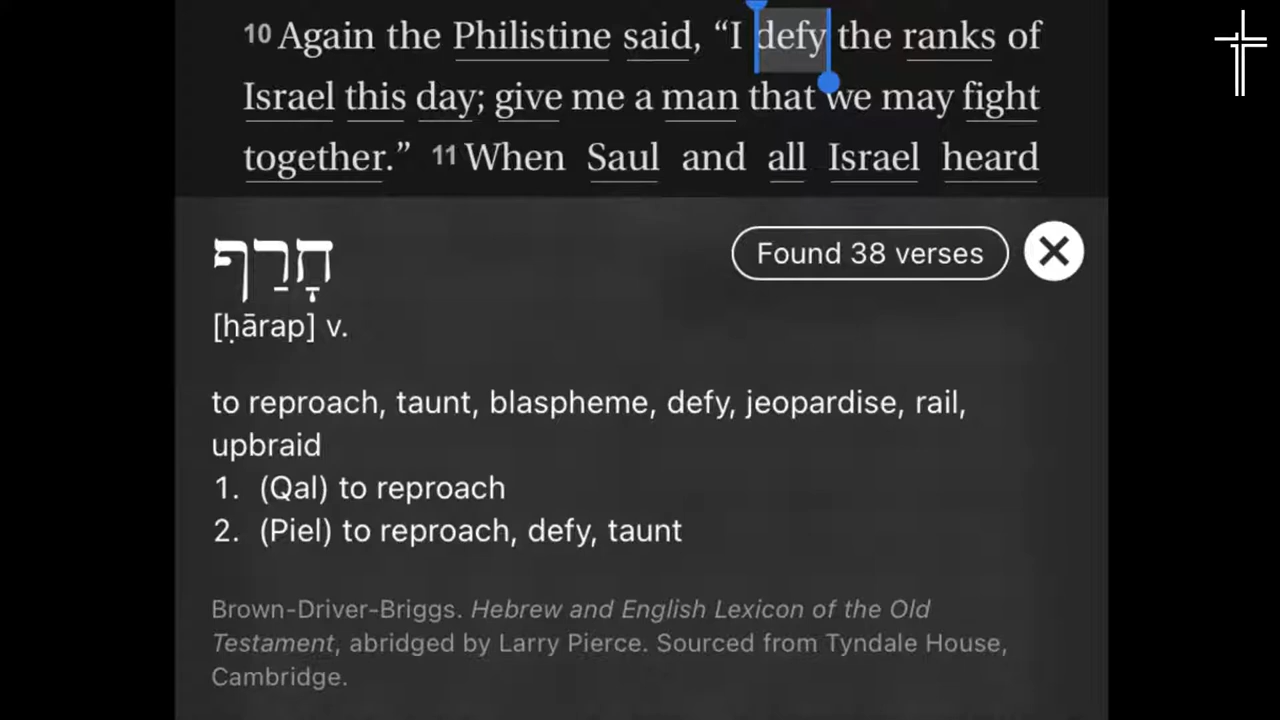 10 Again the Philistine said, “I defy the ranks of
Israel this day; give me a man that we may fight
together.” 11 When Saul and all Israel heard
חָרַף
Found 38 verses
[ḥārap] v.
to reproach, taunt, blaspheme, defy, jeopardise, rail,
upbraid
1. (Qal) to reproach
2. (Piel) to reproach, defy, taunt
Brown-Driver-Briggs. Hebrew and English Lexicon of the Old
Testament, abridged by Larry Pierce. Sourced from Tyndale House,
Cambridge.